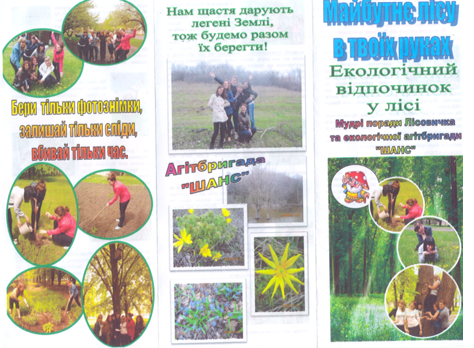 Бери тільки фотознімки,
залишай тільки сліди,
вбивай тільки час.
Нам щастя дарують
легені Землі,
тож будемо разом
їх берегти!
Агітбригада
"ШАНС"
Майбутнє лісу
в твоїх руках
Екологічний
відпочинок
у лісі
Мудрі поради Лісовичка
та екологічної агітбригади
"ШАНС"